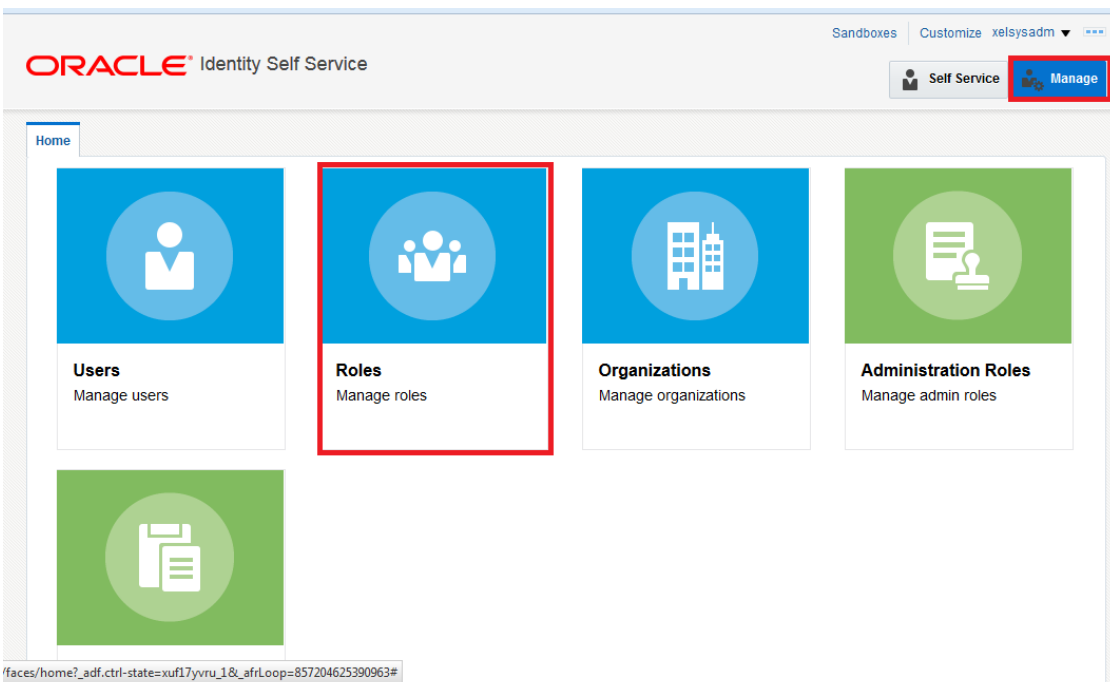 Sandboxes Customize xelsysadm
ORACLE Identity Self Service
Self Service Manage
Home
Users
Manage users
Roles
Manage roles
Organizations
Manage organizations
Administration Roles
Manage admin roles
/faces/home?_adf.ctrl-state=xuf17yvru_1&_afrLoop=857204625390963#